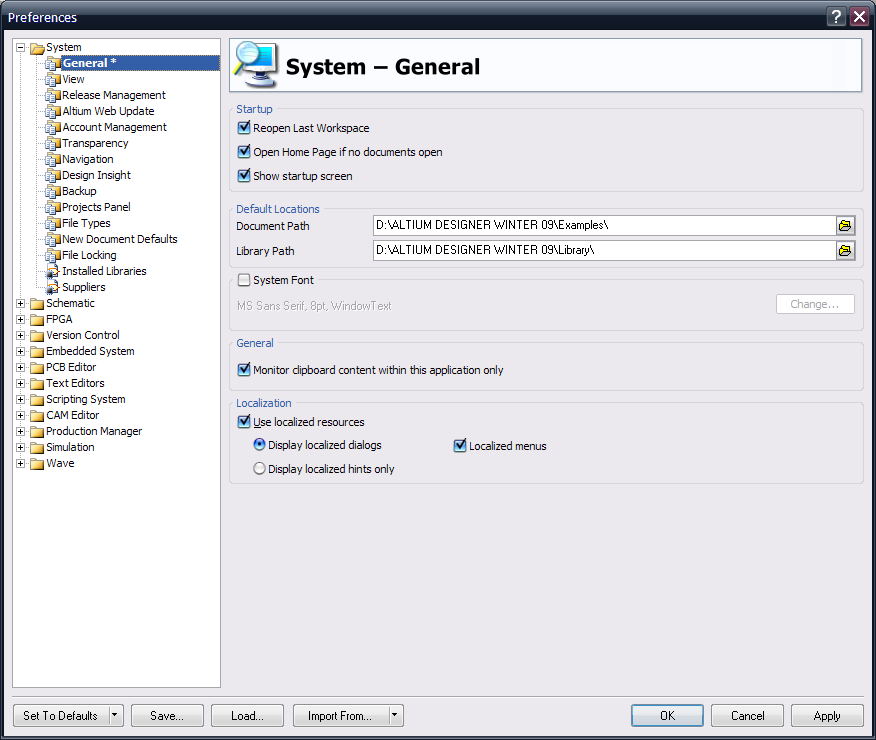 Preferences
System
General *
View
Release Management
Altium Web Update
Account Management
Transparency
Navigation
Design Insight
Backup
Projects Panel
File Types
New Document Defaults
File Locking
Installed Libraries
Suppliers
Schematic
FPGA
Version Control
Embedded System
PCB Editor
Text Editors
Scripting System
CAM Editor
Production Manager
Simulation
Wave
System – General
Startup
Reopen Last Workspace
Open Home Page if no documents open
Show startup screen
Default Locations
Document Path D:\ALTIUM DESIGNER WINTER 09\Examples\
Library Path D:\ALTIUM DESIGNER WINTER 09\Library\
System Font
MS Sans Serif, 8pt, WindowText Change...
General
Monitor clipboard content within this application only
Localization
Use localized resources
Display localized dialogs Localized menus
Display localized hints only
Set To Defaults Save... Load... Import From... OK Cancel Apply